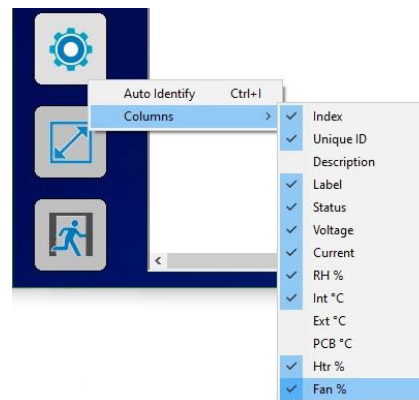 Auto Identify Ctrl+I
Columns
Index
Unique ID
Description
Label
Status
Voltage
Current
RH %
Int °C
Ext °C
PCB °C
Htr %
Fan %